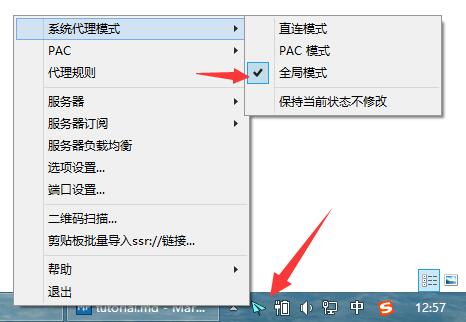 系统代理模式
PAC
代理规则
服务器
服务器订阅
服务器负载均衡
选项设置...
端口设置...
二维码扫描...
剪贴板批量导入ssr://链接...
帮助
退出
直连模式
PAC 模式
全局模式
保持当前状态不修改
tutorial.md - Mar...
中
S
12:57